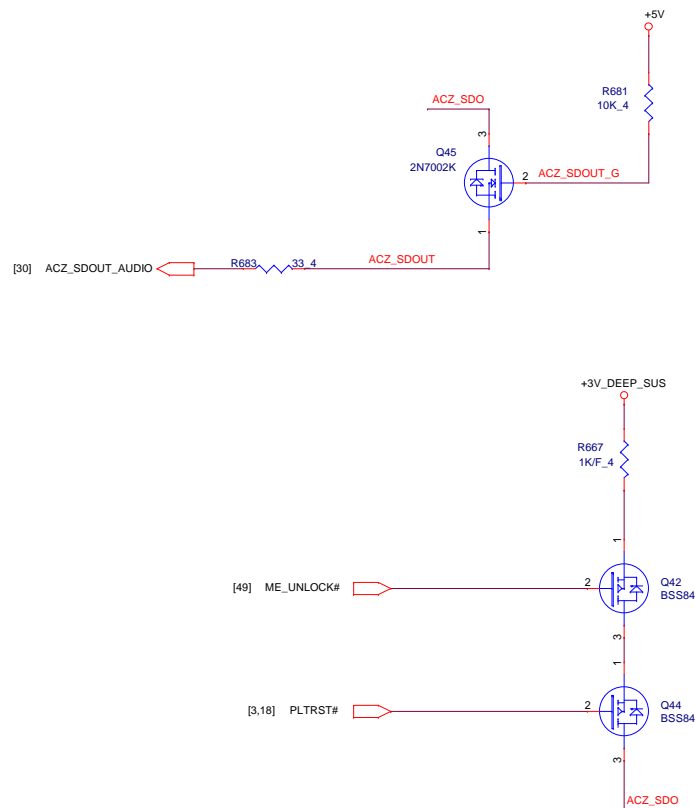 +5V
R681
10K_4
ACZ_SDO
3
Q45
2N7002K
2
ACZ_SDOUT_G
1
[30] ACZ_SDOUT_AUDIO
R683
33_4
ACZ_SDOUT
+3V_DEEP_SUS
R667
1K/F_4
1
[49] ME_UNLOCK#
2
Q42
BSS84
3
1
[3,18] PLTRST#
2
Q44
BSS84
3
ACZ_SDO